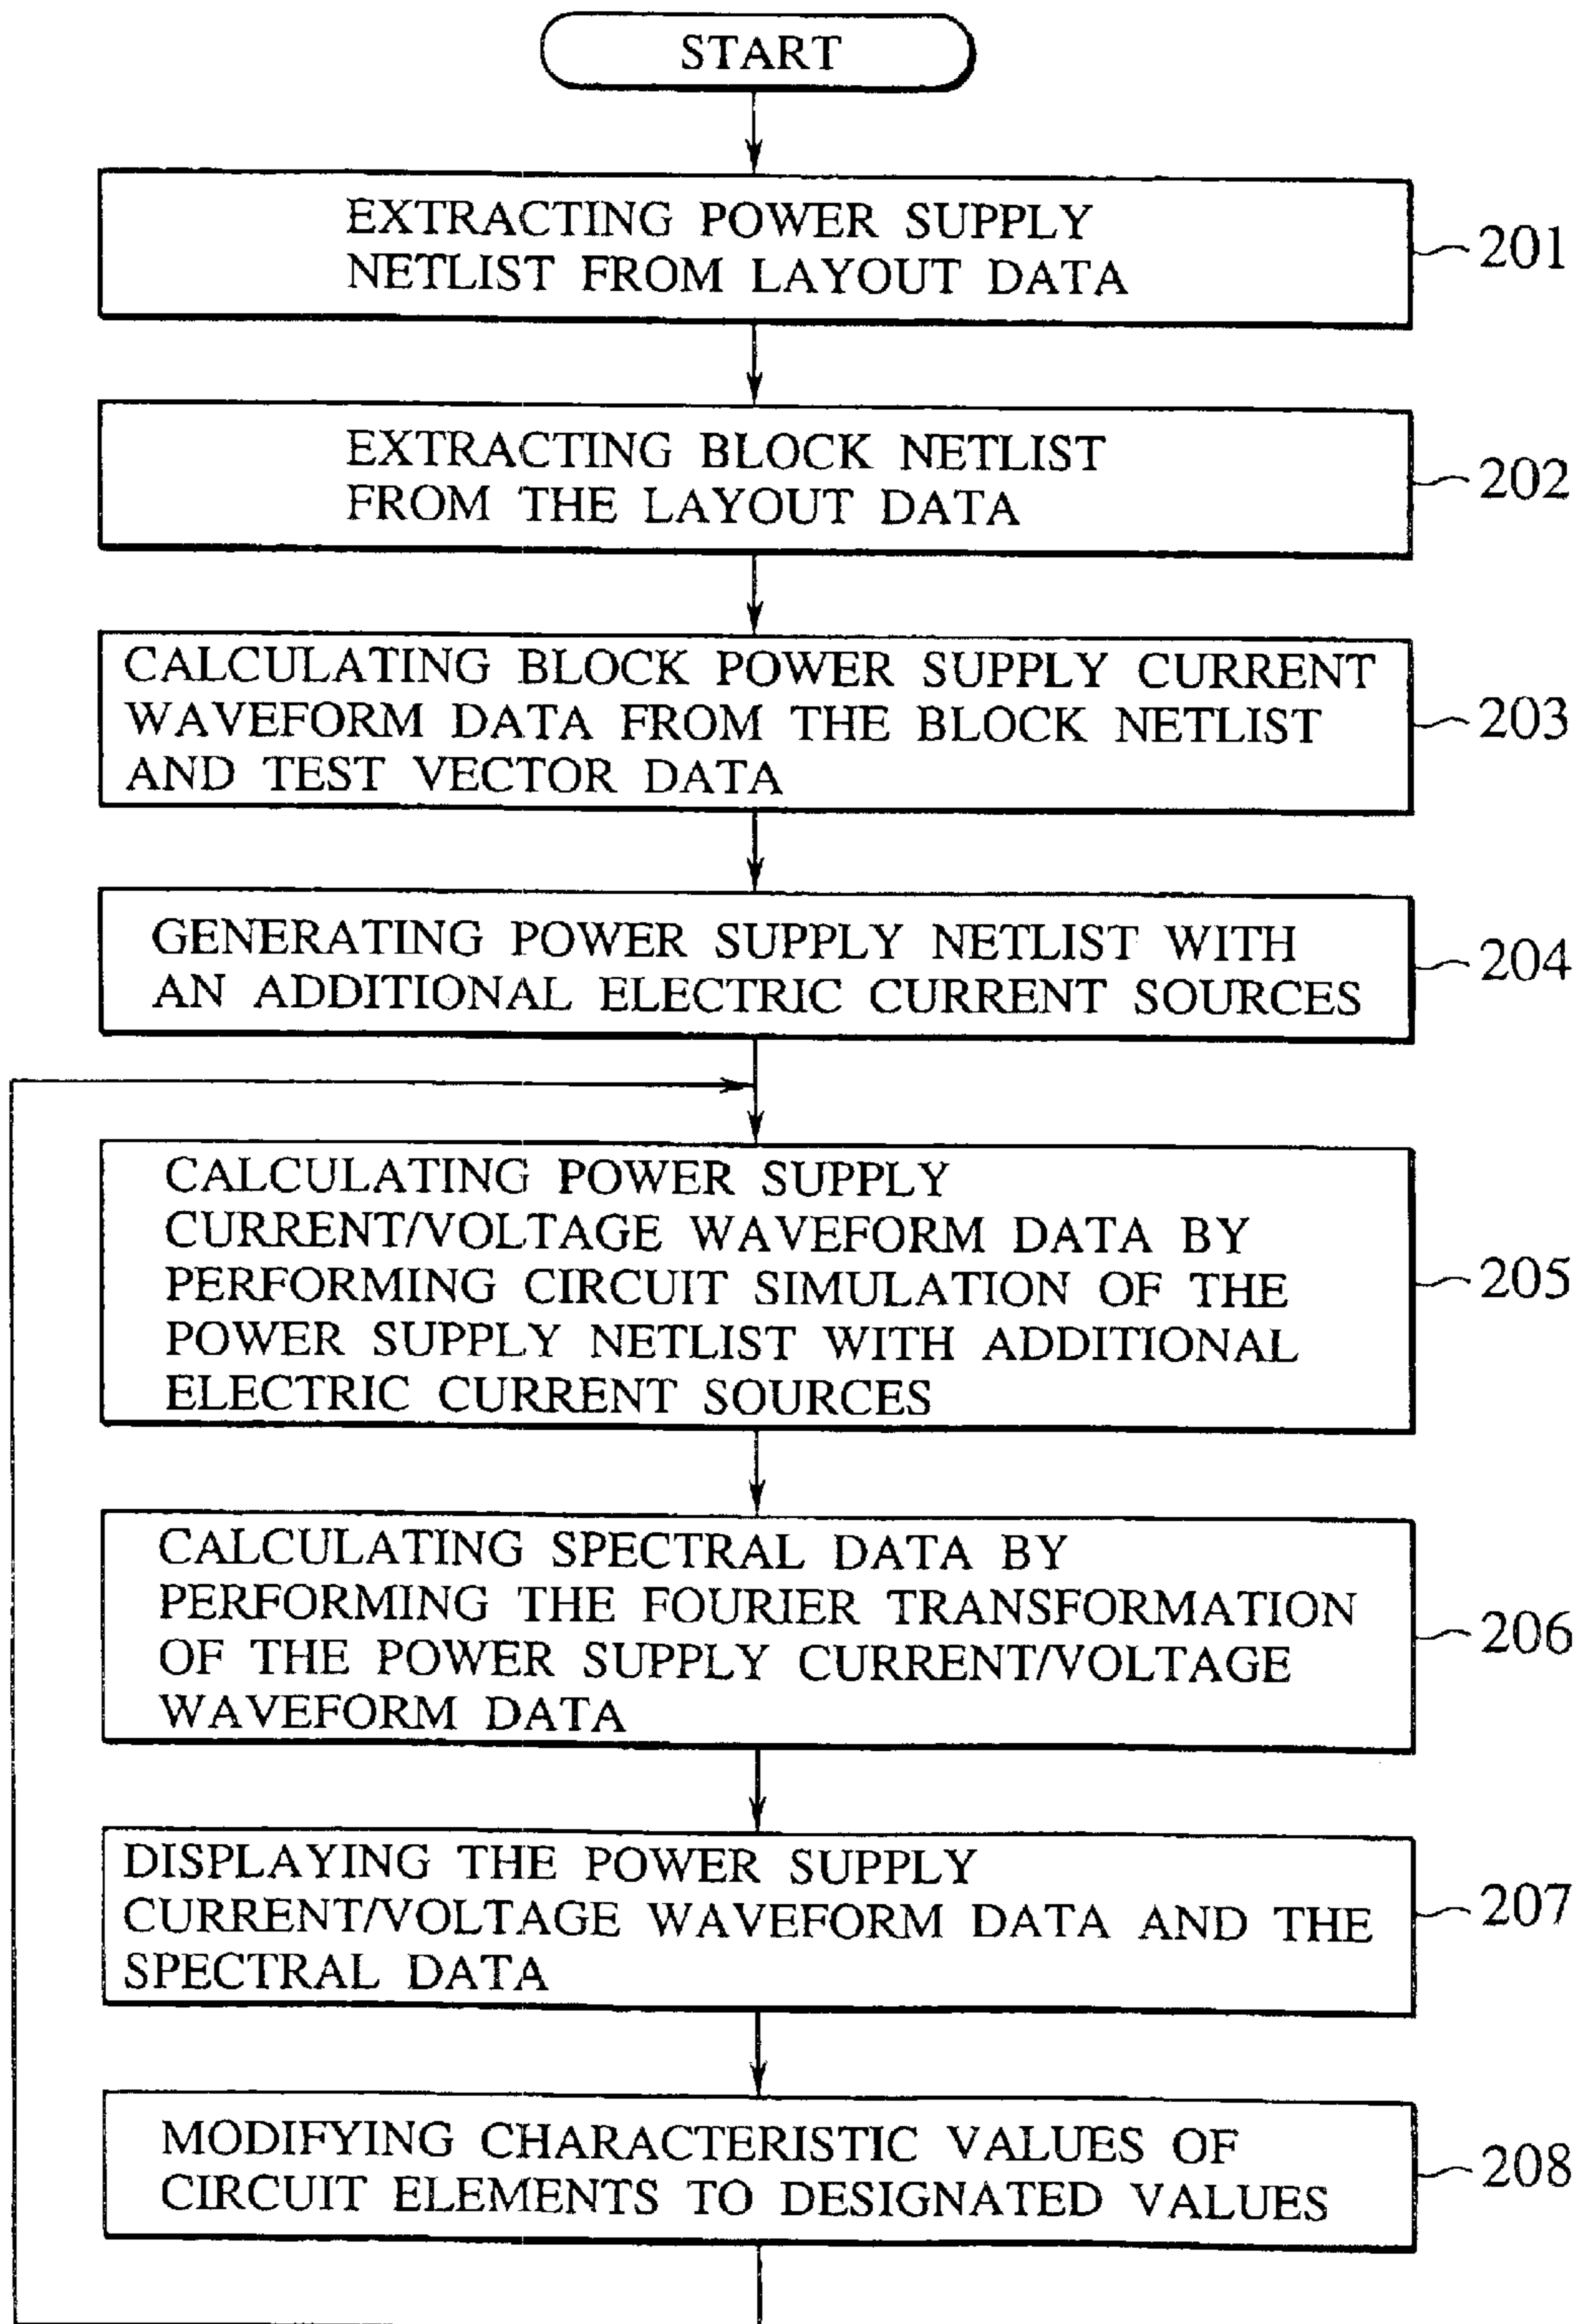 START
EXTRACTING POWER SUPPLY
NETLIST FROM LAYOUT DATA
201
EXTRACTING BLOCK NETLIST
FROM THE LAYOUT DATA
202
CALCULATING BLOCK POWER SUPPLY CURRENT
WAVEFORM DATA FROM THE BLOCK NETLIST
AND TEST VECTOR DATA
203
GENERATING POWER SUPPLY NETLIST WITH
AN ADDITIONAL ELECTRIC CURRENT SOURCES
204
CALCULATING POWER SUPPLY
CURRENT/VOLTAGE WAVEFORM DATA BY
PERFORMING CIRCUIT SIMULATION OF THE
POWER SUPPLY NETLIST WITH ADDITIONAL
ELECTRIC CURRENT SOURCES
205
CALCULATING SPECTRAL DATA BY
PERFORMING THE FOURIER TRANSFORMATION
OF THE POWER SUPPLY CURRENT/VOLTAGE
WAVEFORM DATA
206
DISPLAYING THE POWER SUPPLY
CURRENT/VOLTAGE WAVEFORM DATA AND THE
SPECTRAL DATA
207
MODIFYING CHARACTERISTIC VALUES OF
CIRCUIT ELEMENTS TO DESIGNATED VALUES
208